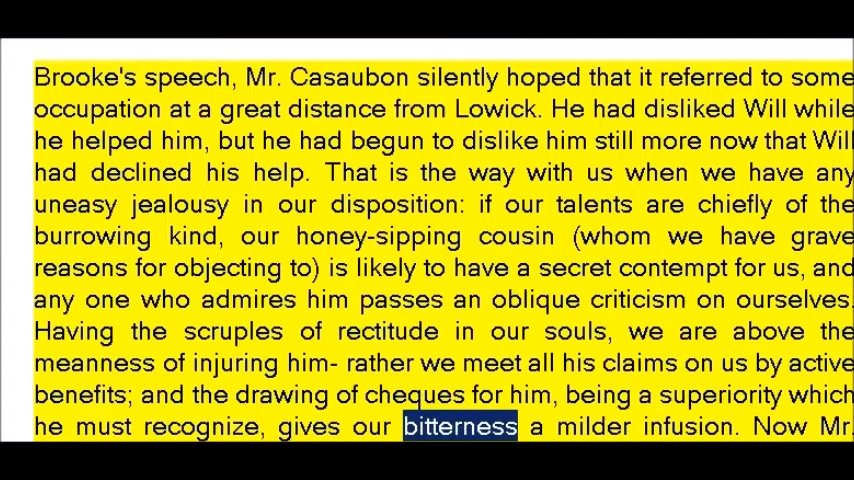 Brooke's speech, Mr. Casaubon silently hoped that it referred to some
occupation at a great distance from Lowick. He had disliked Will while
he helped him, but he had begun to dislike him still more now that Will
had declined his help. That is the way with us when we have any
uneasy jealousy in our disposition: if our talents are chiefly of the
burrowing kind, our honey-sipping cousin (whom we have grave
reasons for objecting to) is likely to have a secret contempt for us, and
any one who admires him passes an oblique criticism on ourselves.
Having the scruples of rectitude in our souls, we are above the
meanness of injuring him- rather we meet all his claims on us by active
benefits; and the drawing of cheques for him, being a superiority which
he must recognize, gives our bitterness a milder infusion. Now Mr.